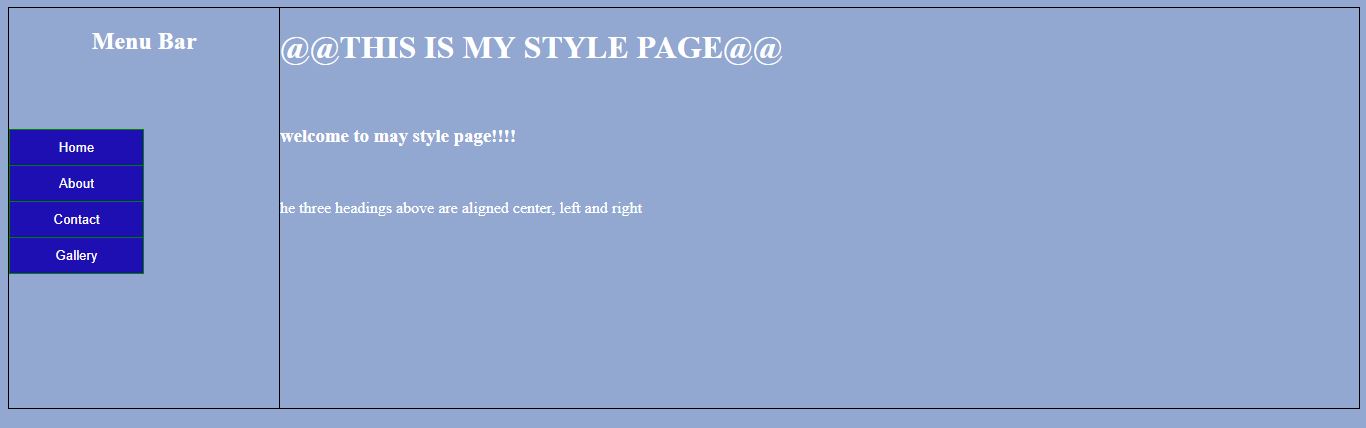 Menu Bar
Home
About
Contact
Gallery
@@THIS IS MY STYLE PAGE@@
welcome to may style page!!!!
he three headings above are aligned center, left and right